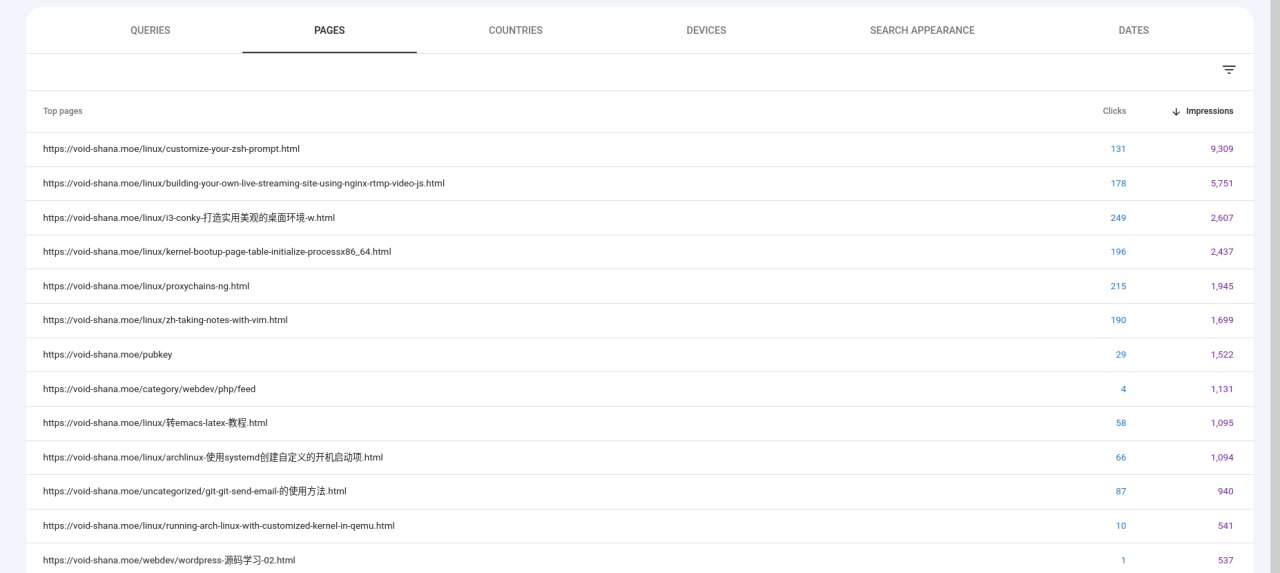 QUERIES PAGES COUNTRIES DEVICES SEARCH APPEARANCE DATES
Top pages Clicks Impressions
https://void-shana.moe/linux/customize-your-zsh-prompt.html 131 9,309
https://void-shana.moe/linux/building-your-own-live-streaming-site-using-nginx-rtmp-video-js.html 178 5,751
https://void-shana.moe/linux/i3-conky-打造实用美观的桌面环境-w.html 249 2,607
https://void-shana.moe/linux/kernel-bootup-page-table-initialize-processx86_64.html 196 2,437
https://void-shana.moe/linux/proxychains-ng.html 215 1,945
https://void-shana.moe/linux/zh-taking-notes-with-vim.html 190 1,699
https://void-shana.moe/pubkey 29 1,522
https://void-shana.moe/category/webdev/php/feed 4 1,131
https://void-shana.moe/linux/转emacs-latex-教程.html 58 1,095
https://void-shana.moe/linux/archlinux-使用systemd创建自定义的开机启动项.html 66 1,094
https://void-shana.moe/uncategorized/git-git-send-email-的使用方法.html 87 940
https://void-shana.moe/linux/running-arch-linux-with-customized-kernel-in-qemu.html 10 541
https://void-shana.moe/webdev/wordpress-源码学习-02.html 1 537